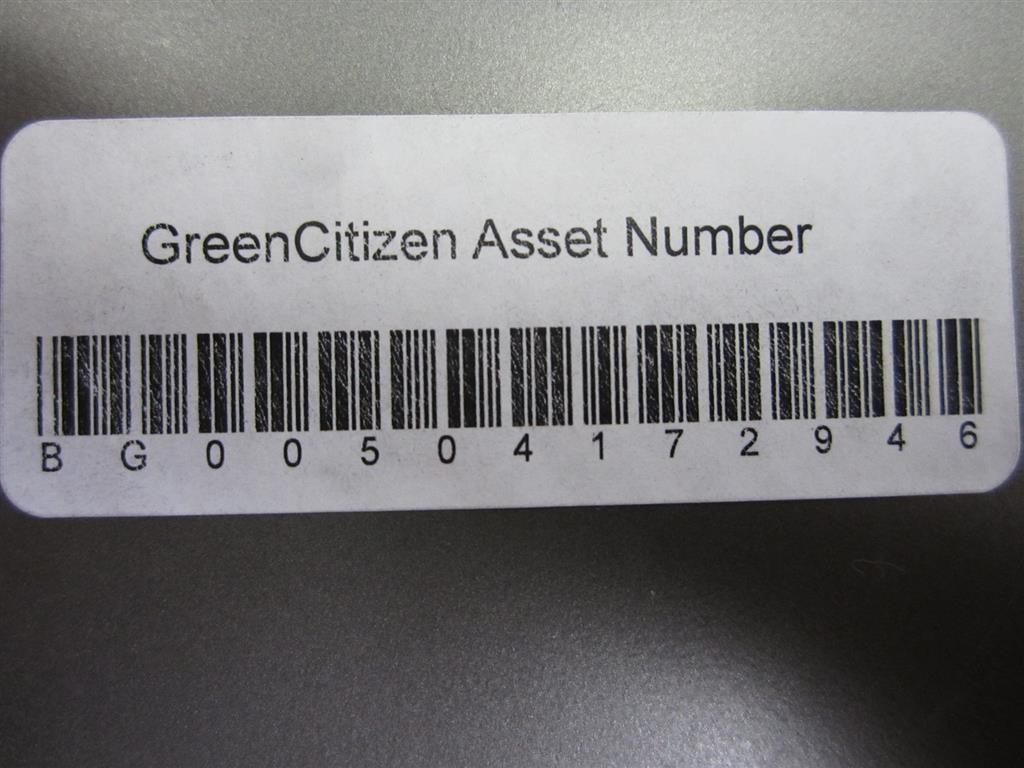 GreenCitizen Asset Number
B G 0 0 5 0 4 1 7 2 9 4 6